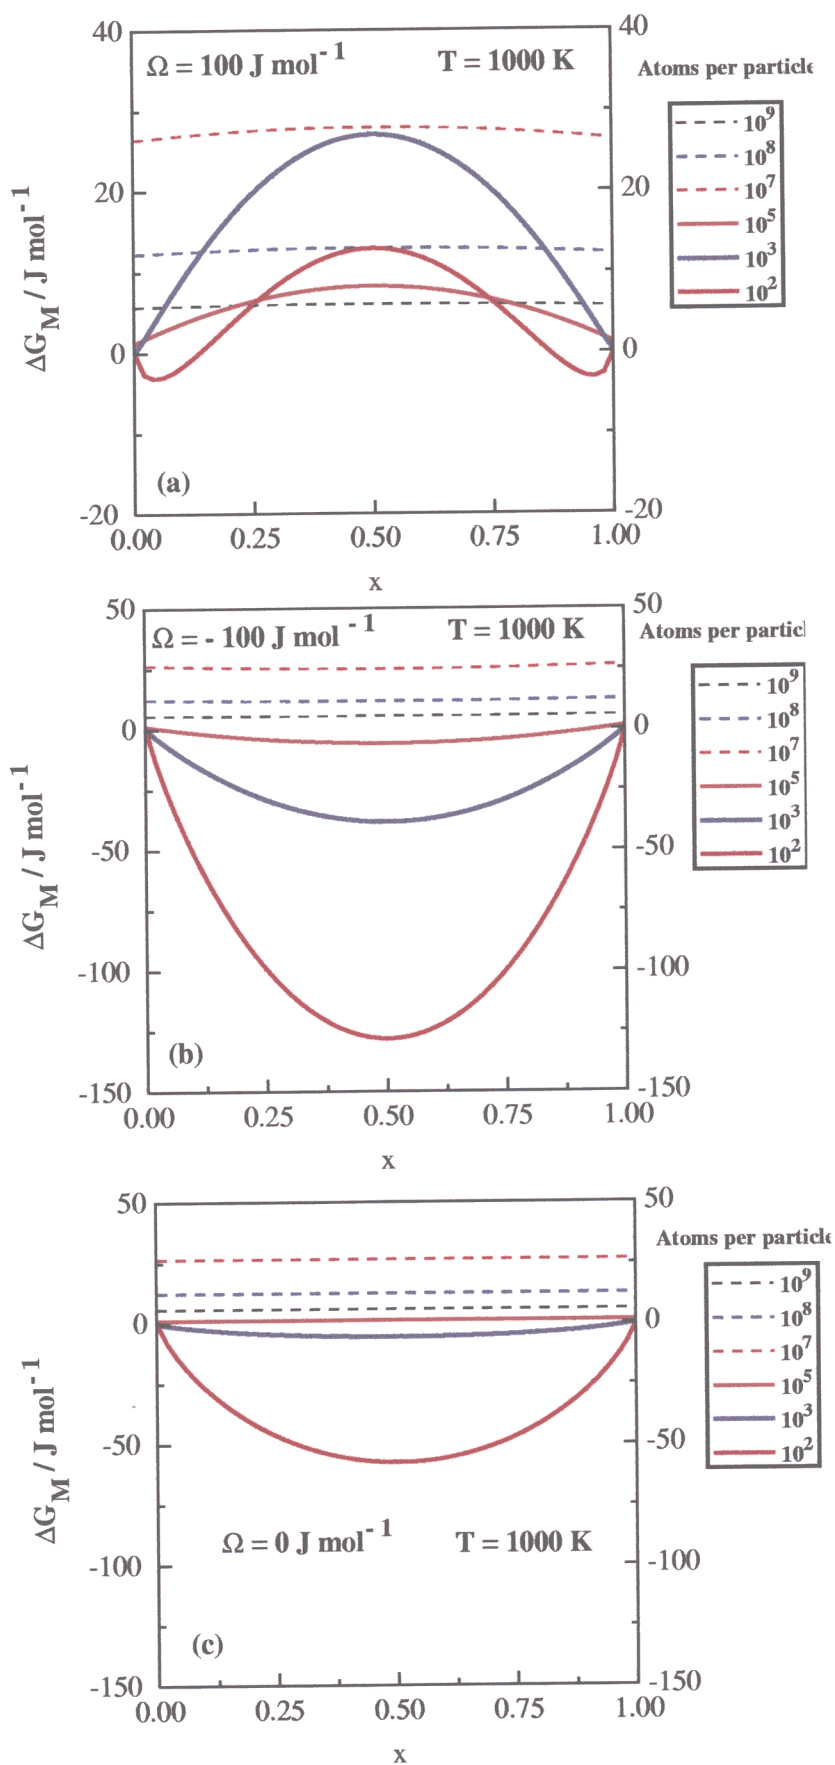 40
40
Ω = 100 J mol⁻¹
T = 1000 K
Atoms per particle
10⁹
10⁸
10⁷
10⁵
10³
10²
20
20
ΔG_M / J mol⁻¹
0
0
(a)
-20
-20
0.00 0.25 0.50 0.75 1.00
x
50
50
Ω = - 100 J mol⁻¹
T = 1000 K
Atoms per particl
10⁹
10⁸
10⁷
10⁵
10³
10²
0
0
ΔG_M / J mol⁻¹
-50
-50
-100
-100
(b)
-150
-150
0.00 0.25 0.50 0.75 1.00
x
50
50
Atoms per particle
10⁹
10⁸
10⁷
10⁵
10³
10²
0
0
ΔG_M / J mol⁻¹
-50
-50
Ω = 0 J mol⁻¹
T = 1000 K
-100
-100
(c)
-150
-150
0.00 0.25 0.50 0.75 1.00
x